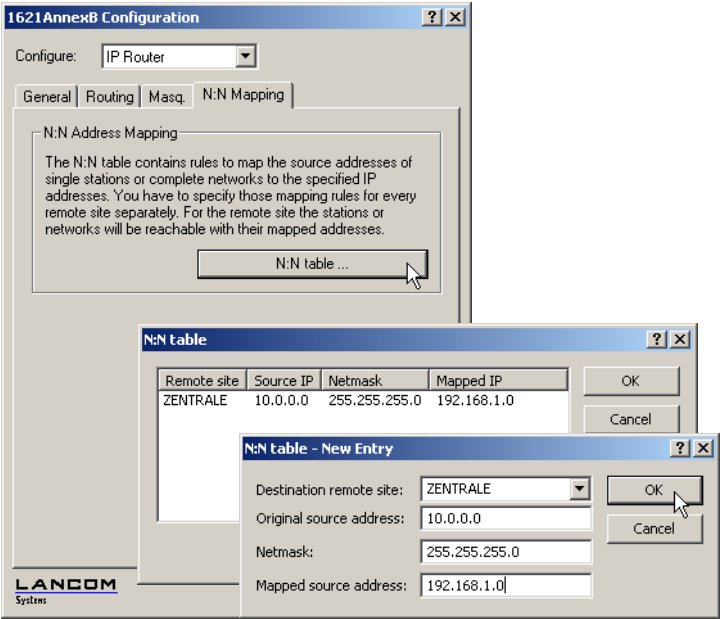 1621AnnexB Configuration
Configure: IP Router
General Routing Masq. N:N Mapping
N:N Address Mapping
The N:N table contains rules to map the source addresses of
single stations or complete networks to the specified IP
addresses. You have to specify those mapping rules for every
remote site separately. For the remote site the stations or
networks will be reachable with their mapped addresses.
N:N table ...
N:N table
Remote site Source IP Netmask Mapped IP
ZENTRALE 10.0.0.0 255.255.255.0 192.168.1.0
OK
Cancel
N:N table - New Entry
Destination remote site: ZENTRALE
Original source address: 10.0.0.0
Netmask: 255.255.255.0
Mapped source address: 192.168.1.0
OK
Cancel
LANCOM
Systems